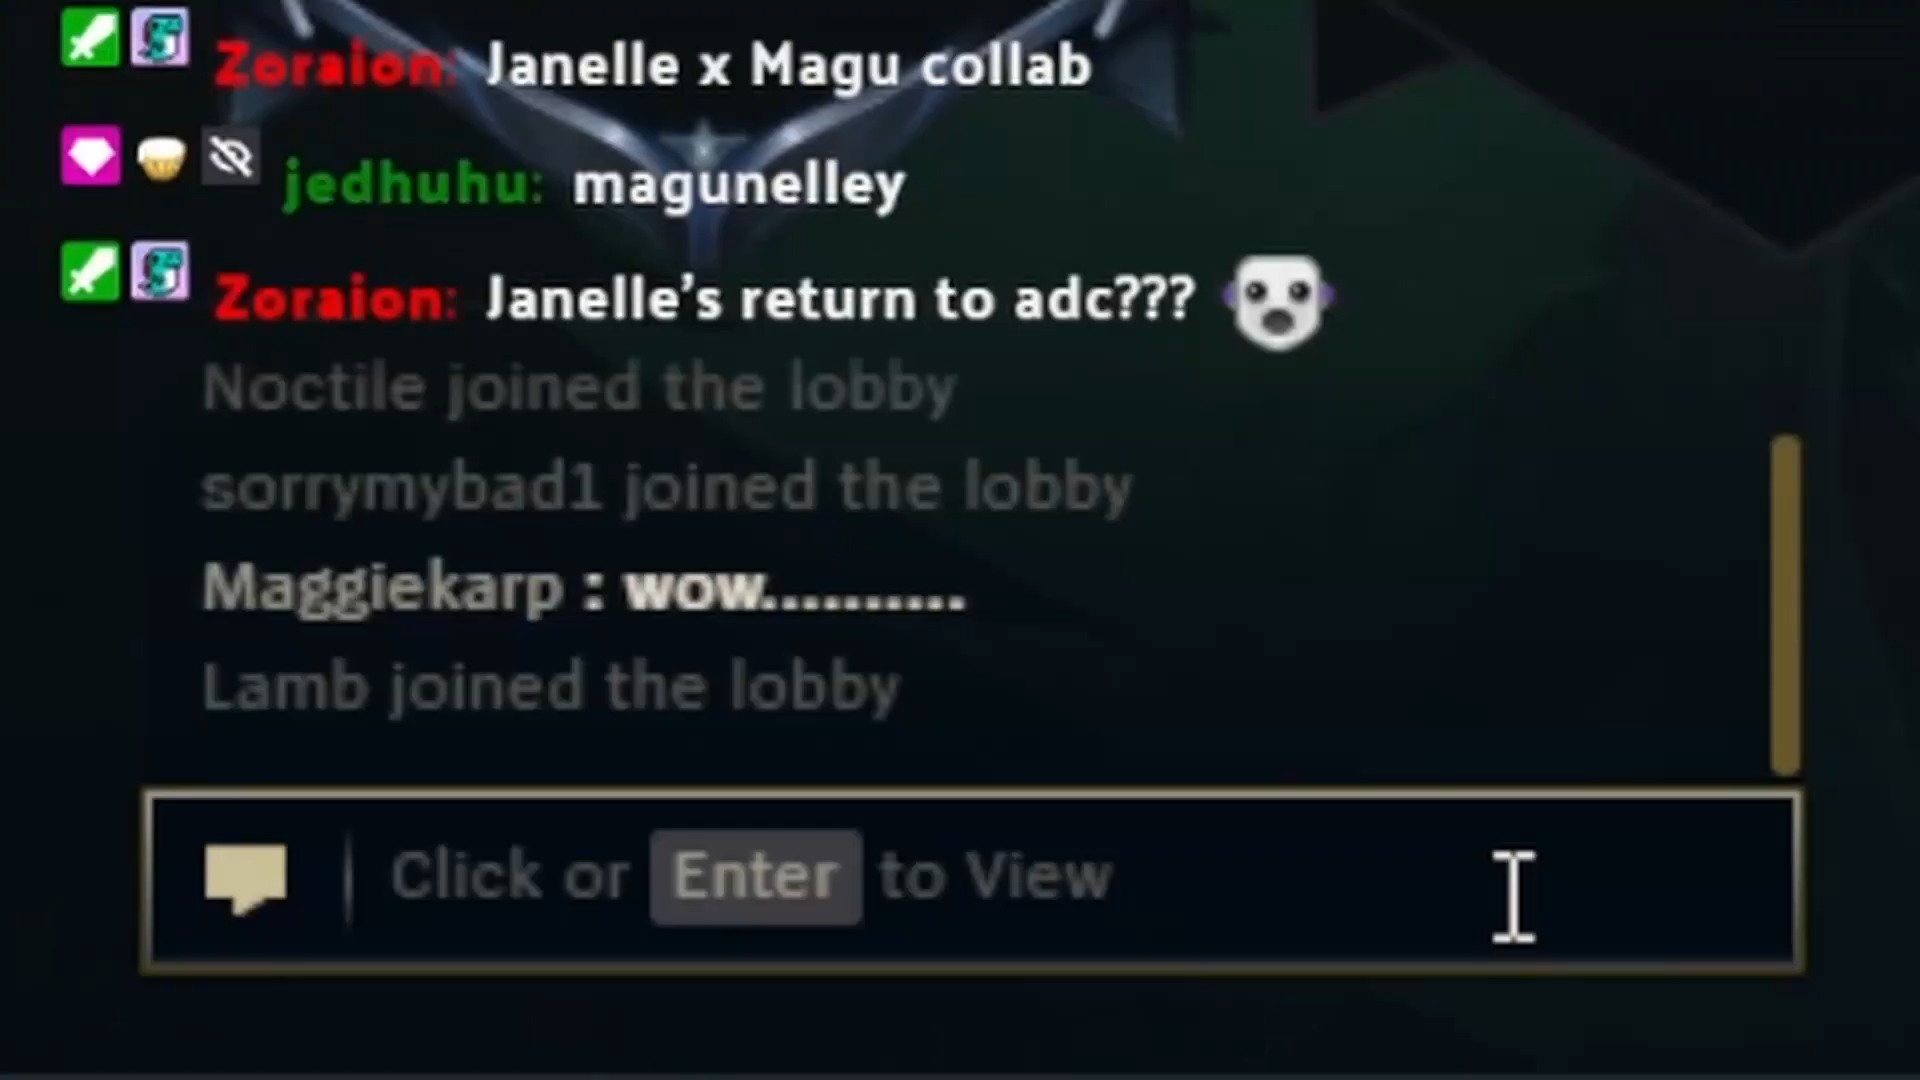 Zoraion: Janelle x Magu collab
jedhuhu: magunelley
Zoraion: Janelle's return to adc???
Noctile joined the lobby
sorrymybad1 joined the lobby
Maggiekarp : wow..........
Lamb joined the lobby
Click or Enter to View